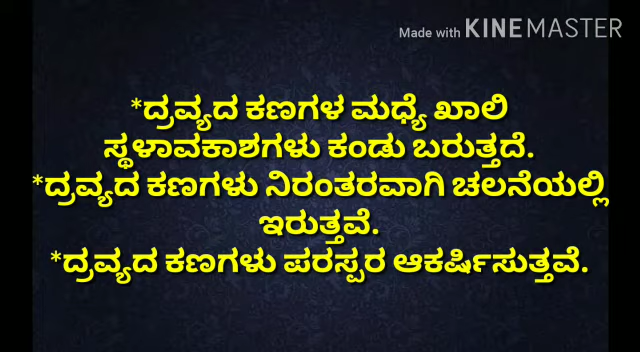 Made with KINEMASTER
*ದ್ರವ್ಯದ ಕಣಗಳ ಮಧ್ಯೆ ಖಾಲಿ
ಸ್ಥಳಾವಕಾಶಗಳು ಕಂಡು ಬರುತ್ತದೆ.
*ದ್ರವ್ಯದ ಕಣಗಳು ನಿರಂತರವಾಗಿ ಚಲನೆಯಲ್ಲಿ
ಇರುತ್ತವೆ.
*ದ್ರವ್ಯದ ಕಣಗಳು ಪರಸ್ಪರ ಆಕರ್ಷಿಸುತ್ತವೆ.